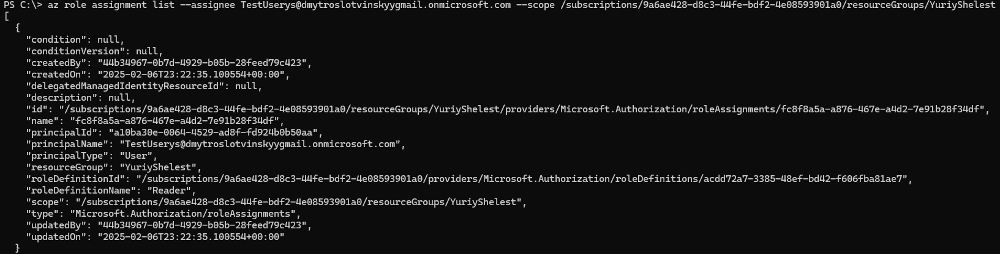 PS C:\> az role assignment list --assignee TestUserys@dmytroslotvinskyygmail.onmicrosoft.com --scope /subscriptions/9a6ae428-d8c3-44fe-bdf2-4e08593901a0/resourceGroups/YuriyShelest
[
  {
    "condition": null,
    "conditionVersion": null,
    "createdBy": "44b34967-0b7d-4929-b05b-28feed79c423",
    "createdOn": "2025-02-06T23:22:35.100554+00:00",
    "delegatedManagedIdentityResourceId": null,
    "description": null,
    "id": "/subscriptions/9a6ae428-d8c3-44fe-bdf2-4e08593901a0/resourceGroups/YuriyShelest/providers/Microsoft.Authorization/roleAssignments/fc8f8a5a-a876-467e-a4d2-7e91b28f34df",
    "name": "fc8f8a5a-a876-467e-a4d2-7e91b28f34df",
    "principalId": "a10ba30e-0064-4529-ad8f-fd924b0b50aa",
    "principalName": "TestUserys@dmytroslotvinskyygmail.onmicrosoft.com",
    "principalType": "User",
    "resourceGroup": "YuriyShelest",
    "roleDefinitionId": "/subscriptions/9a6ae428-d8c3-44fe-bdf2-4e08593901a0/providers/Microsoft.Authorization/roleDefinitions/acdd72a7-3385-48ef-bd42-f606fba81ae7",
    "roleDefinitionName": "Reader",
    "scope": "/subscriptions/9a6ae428-d8c3-44fe-bdf2-4e08593901a0/resourceGroups/YuriyShelest",
    "type": "Microsoft.Authorization/roleAssignments",
    "updatedBy": "44b34967-0b7d-4929-b05b-28feed79c423",
    "updatedOn": "2025-02-06T23:22:35.100554+00:00"
  }